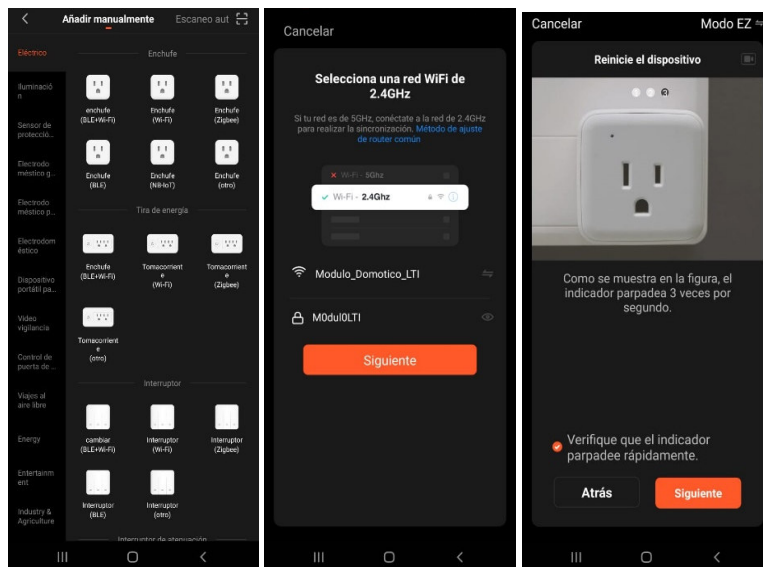 Añadir manualmente Escaneo aut
Eléctrico
Iluminació
n
Sensor de
protecció...
Electrodo
méstico g...
Electrodo
méstico p...
Electrodom
éstico
Dispositivo
portátil pa...
Video
vigilancia
Control de
puerta de ...
Viajes al
aire libre
Energy
Entertainm
ent
Industry &
Agriculture
Enchufe
enchufe
(BLE+Wi-Fi)
Enchufe
(Wi-Fi)
Enchufe
(Zigbee)
Enchufe
(BLE)
Enchufe
(NB-IoT)
Enchufe
(otro)
Tira de energía
Enchufe
(BLE+Wi-Fi)
Tomacorrient
e
(Wi-Fi)
Tomacorrient
e
(Zigbee)
Tomacorrient
e
(otro)
Interruptor
cambiar
(BLE+Wi-Fi)
Interruptor
(Wi-Fi)
Interruptor
(Zigbee)
Interruptor
(BLE)
Interruptor
(otro)
Interruptor de atenuación
Cancelar
Selecciona una red WiFi de
2.4GHz
Si tu red es de 5GHz, conéctate a la red de 2.4GHz
para realizar la sincronización. Método de ajuste
de router común
Wi-Fi - 5Ghz
Wi-Fi - 2.4Ghz
Modulo_Domotico_LTI
M0dul0LTI
Siguiente
Cancelar Modo EZ
Reinicie el dispositivo
Como se muestra en la figura, el
indicador parpadea 3 veces por
segundo.
Verifique que el indicador
parpadee rápidamente.
Atrás Siguiente